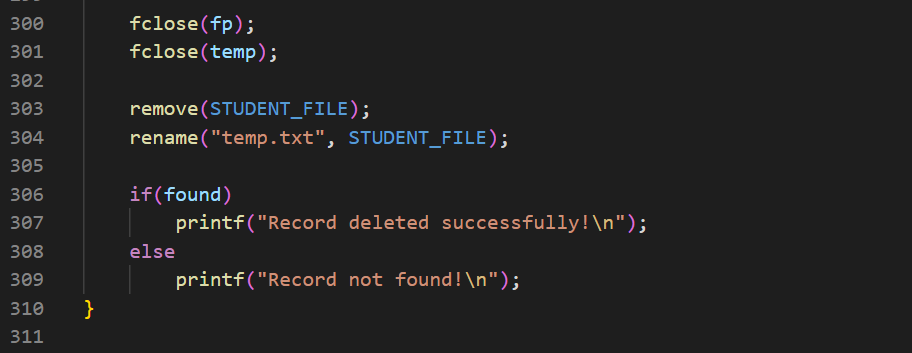 300 fclose(fp);
301 fclose(temp);
302
303 remove(STUDENT_FILE);
304 rename("temp.txt", STUDENT_FILE);
305
306 if(found)
307 printf("Record deleted successfully!\n");
308 else
309 printf("Record not found!\n");
310 }
311